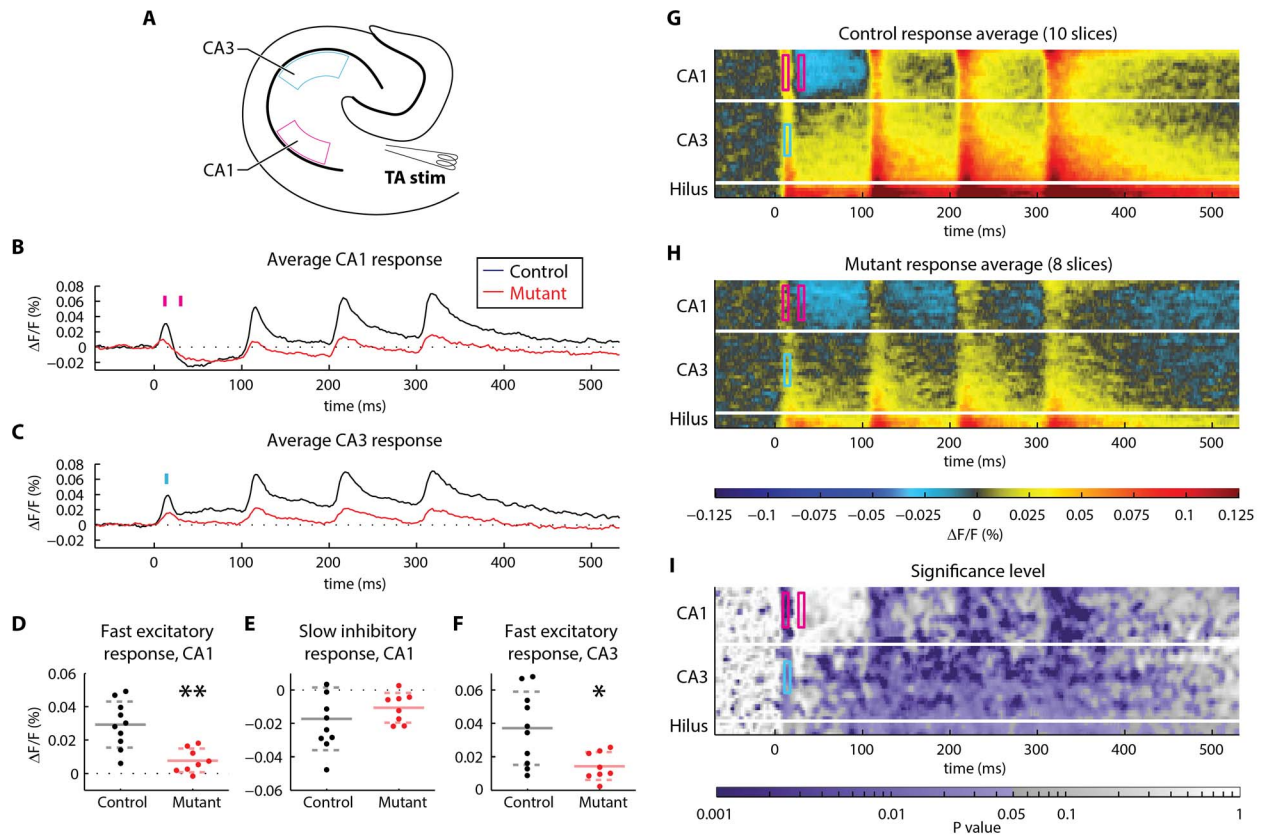 A
CA3
CA1
TA stim
B
Average CA1 response
Control
Mutant
ΔF/F (%)
0.08
0.06
0.04
0.02
0
−0.02
0 100 200 300 400 500
time (ms)
C
Average CA3 response
ΔF/F (%)
0.08
0.06
0.04
0.02
0
−0.02
0 100 200 300 400 500
time (ms)
D
Fast excitatory
response, CA1
ΔF/F (%)
0.06
0.04
0.02
0
**
Control Mutant
E
Slow inhibitory
response, CA1
0
−0.02
−0.04
−0.06
Control Mutant
F
Fast excitatory
response, CA3
0.06
0.04
0.02
0
*
Control Mutant
G
Control response average (10 slices)
CA1
CA3
Hilus
0 100 200 300 400 500
time (ms)
H
Mutant response average (8 slices)
CA1
CA3
Hilus
0 100 200 300 400 500
time (ms)
−0.125 −0.1 −0.075 −0.05 −0.025 0 0.025 0.05 0.075 0.1 0.125
ΔF/F (%)
I
Significance level
CA1
CA3
Hilus
0 100 200 300 400 500
time (ms)
0.001 0.01 0.05 0.1 1
P value